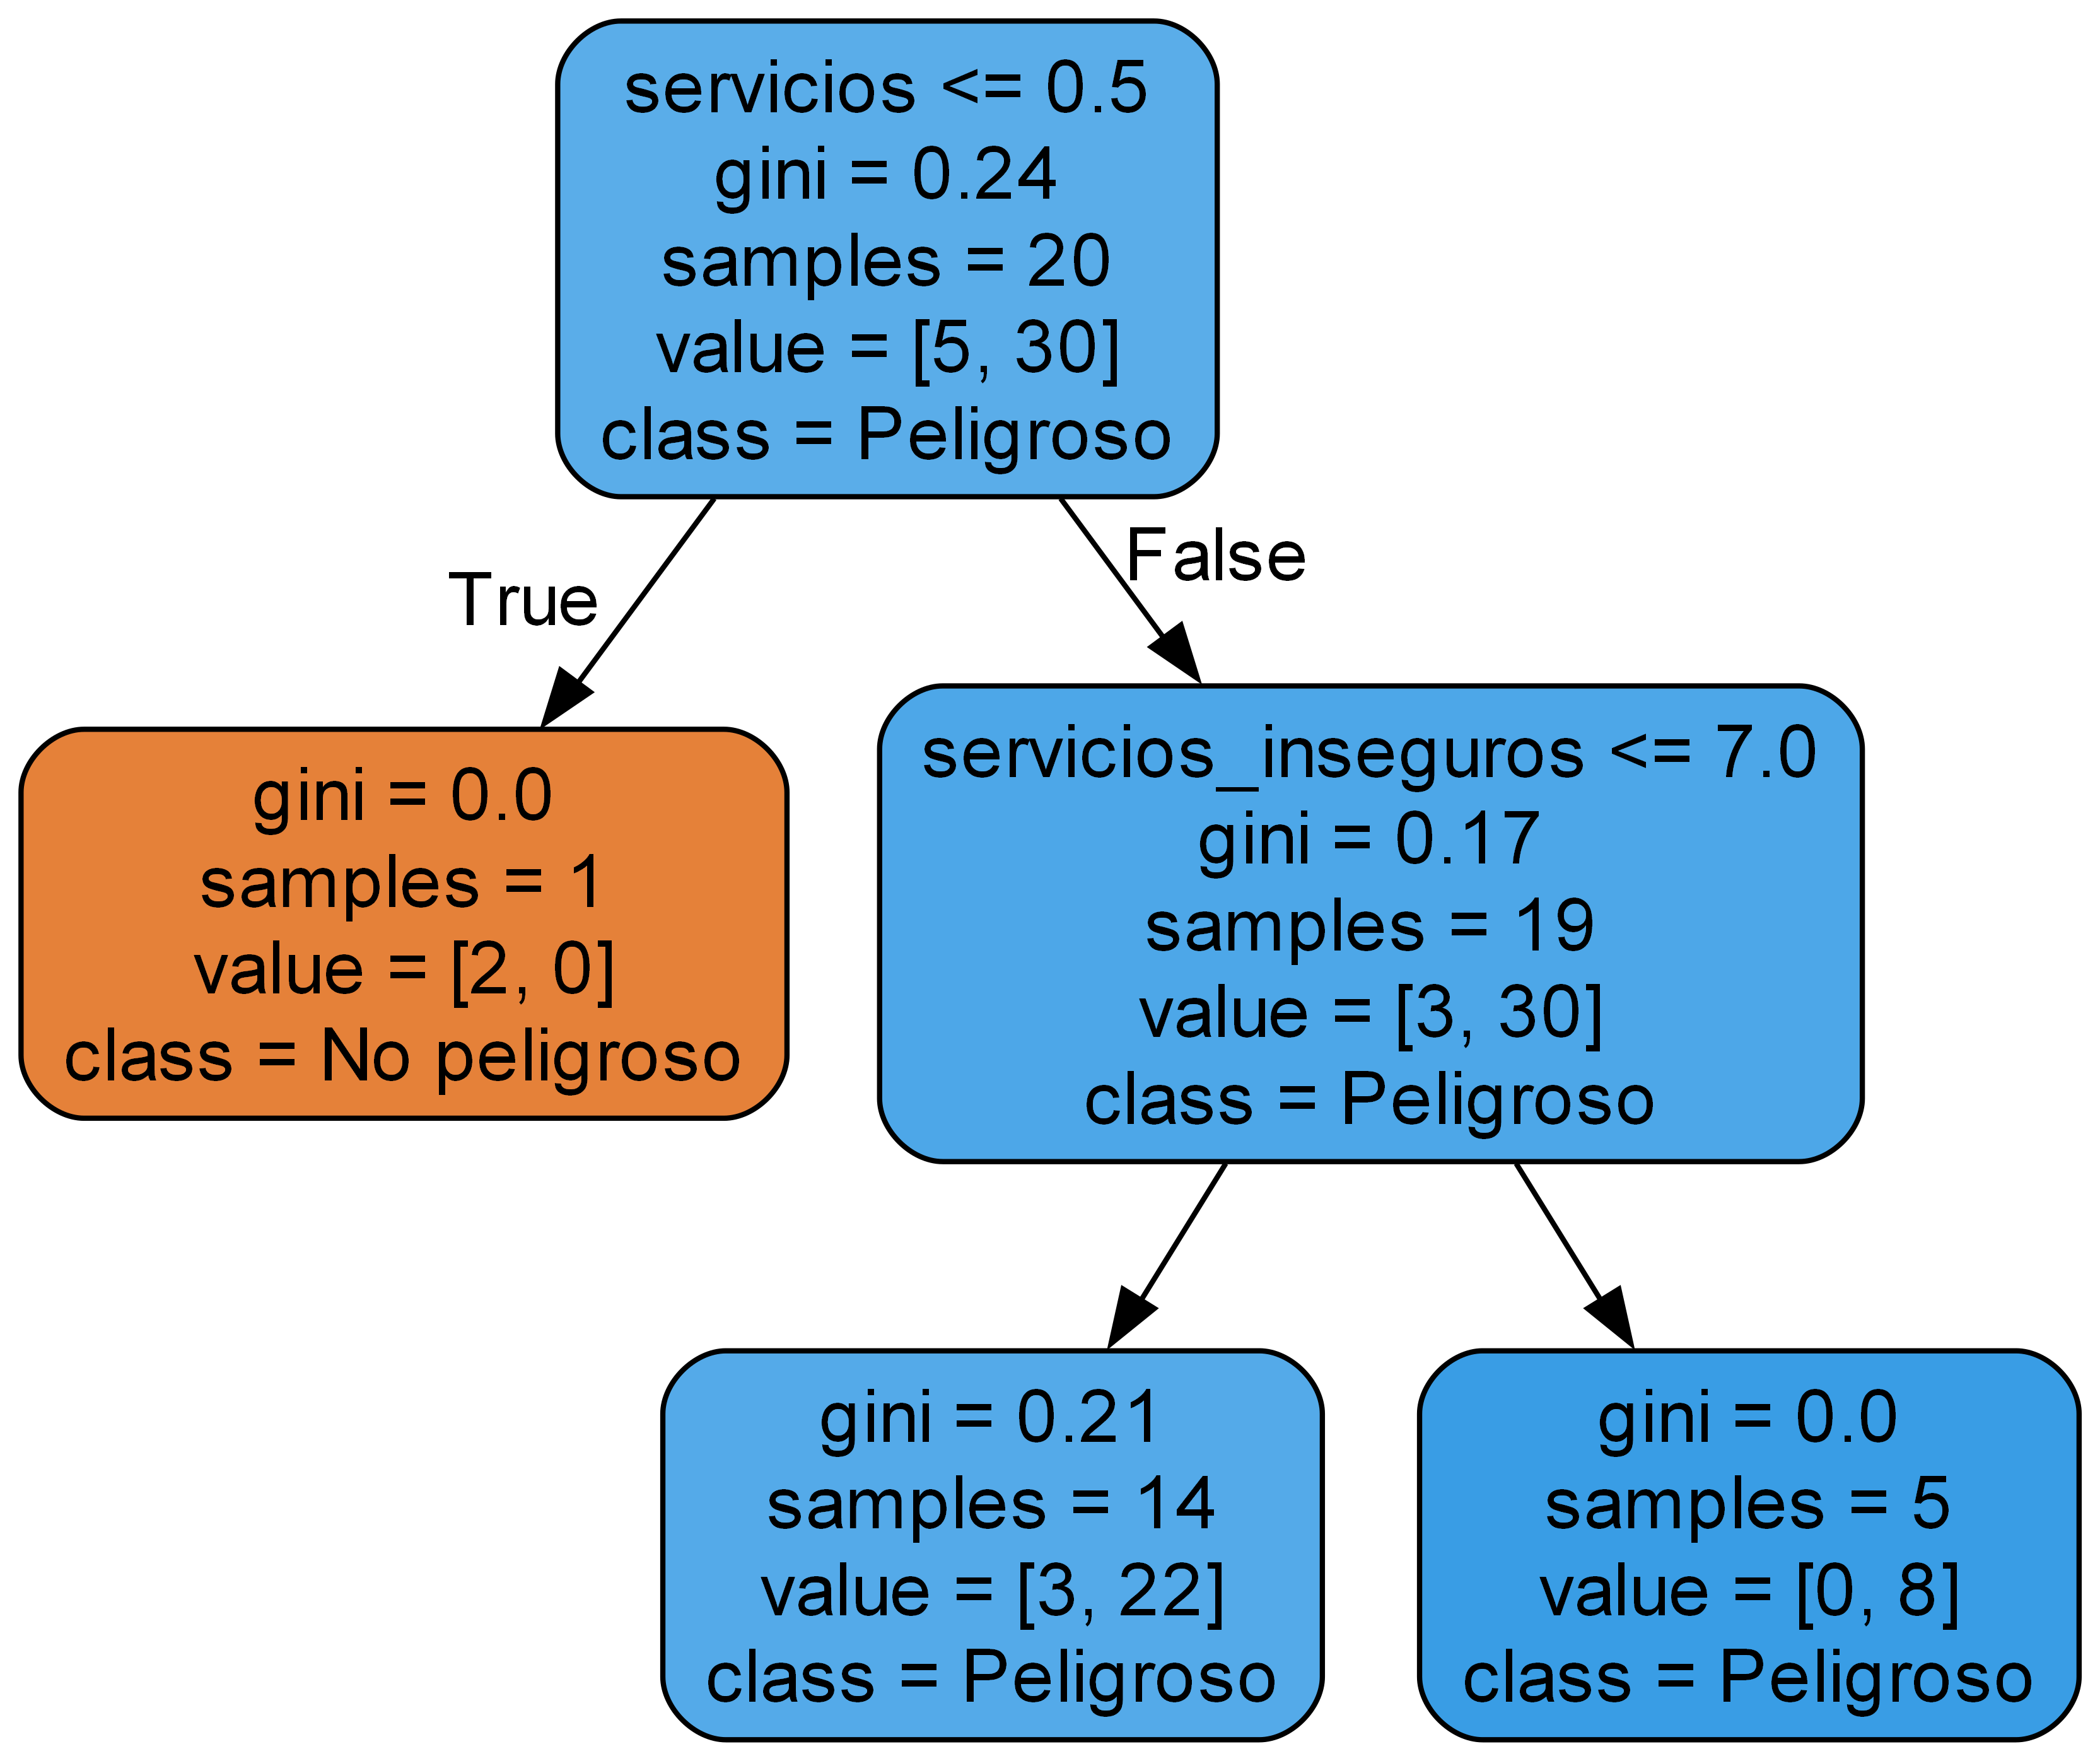 servicios <= 0.5
gini = 0.24
samples = 20
value = [5, 30]
class = Peligroso
True
False
gini = 0.0
samples = 1
value = [2, 0]
class = No peligroso
servicios_inseguros <= 7.0
gini = 0.17
samples = 19
value = [3, 30]
class = Peligroso
gini = 0.21
samples = 14
value = [3, 22]
class = Peligroso
gini = 0.0
samples = 5
value = [0, 8]
class = Peligroso